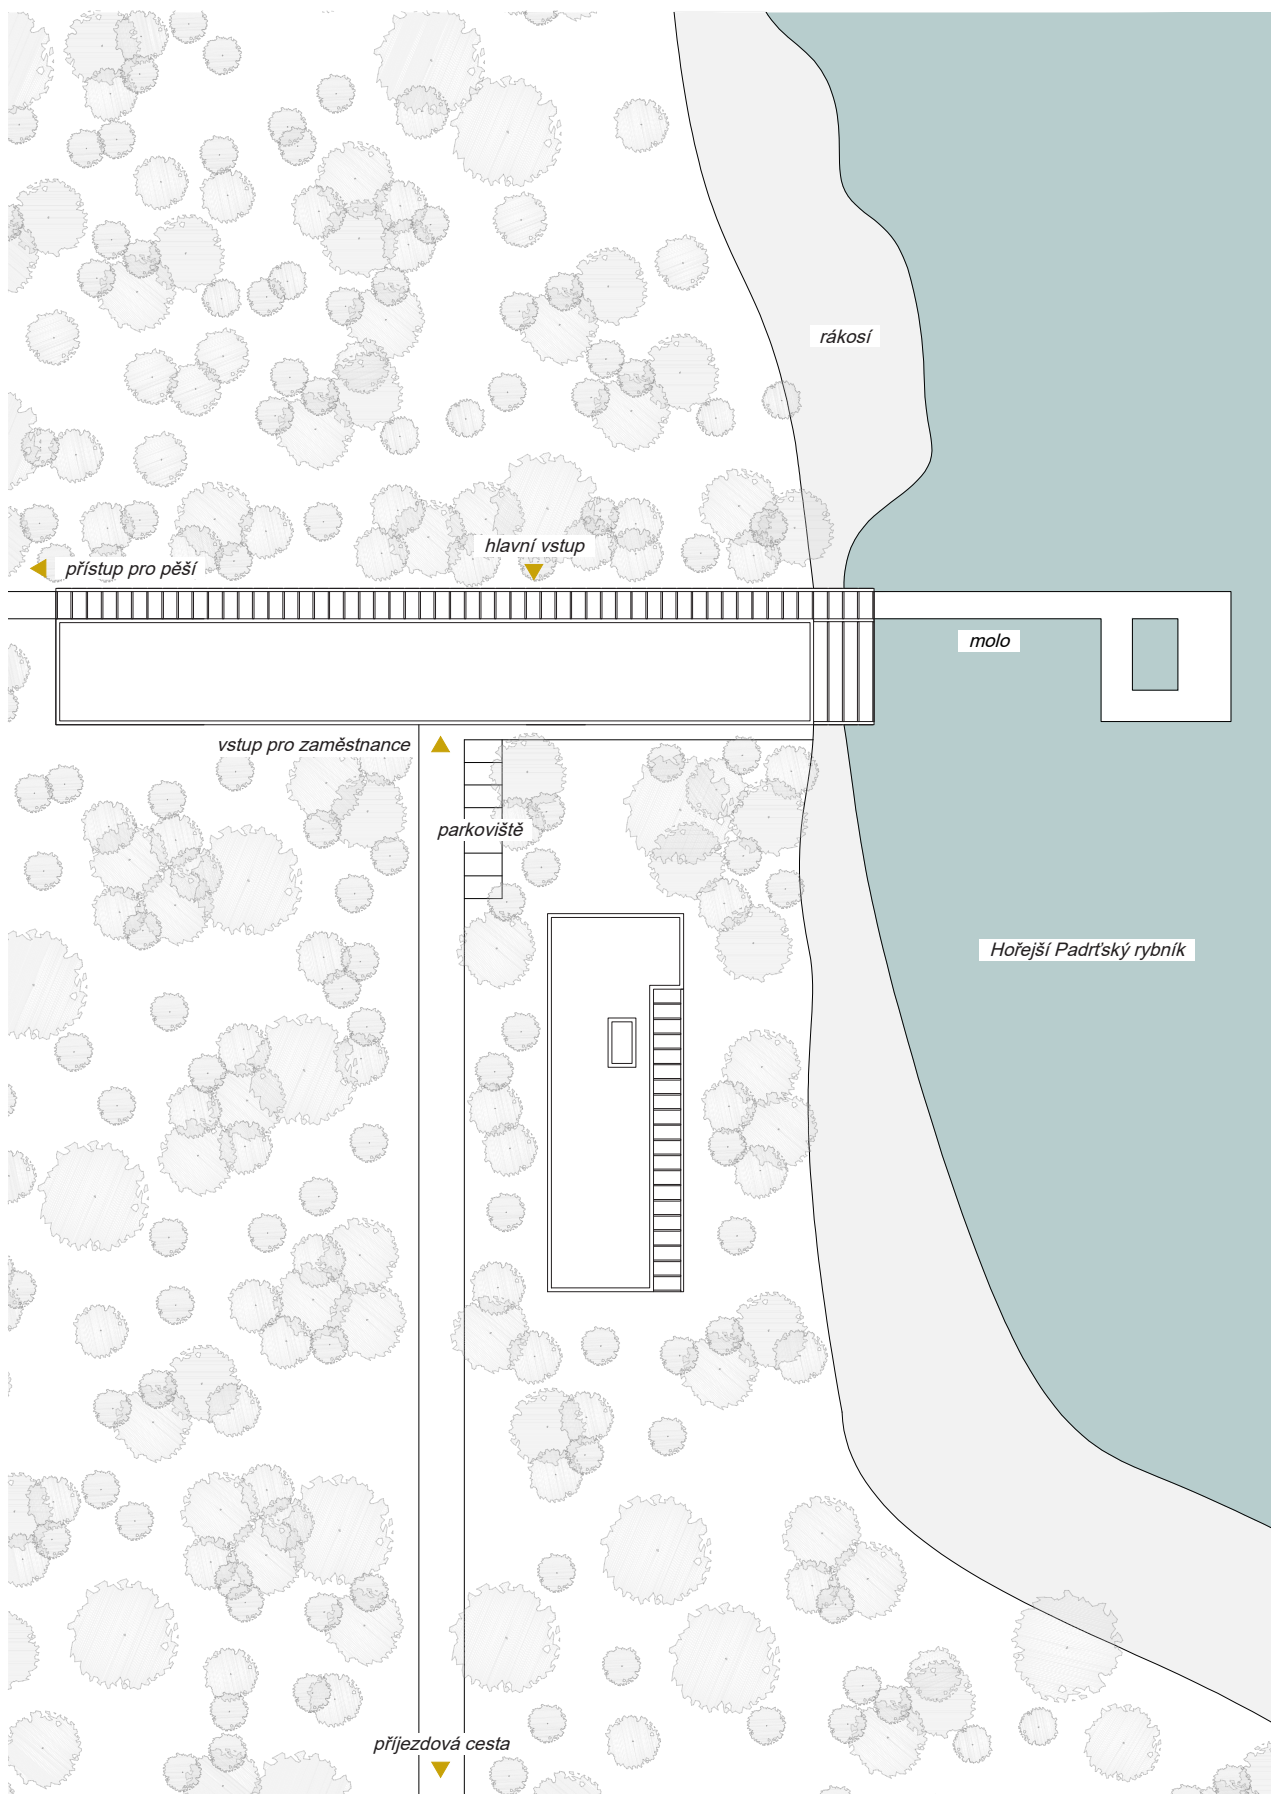 rákosí
hlavní vstup
přístup pro pěší
molo
vstup pro zaměstnance
parkoviště
Hořejší Padrťský rybník
příjezdová cesta